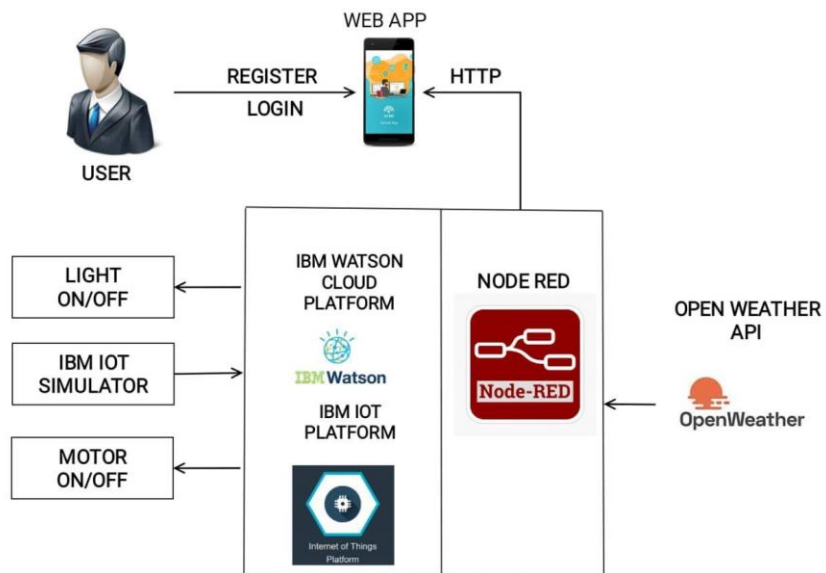 WEB APP
REGISTER
LOGIN
HTTP
USER
LIGHT
ON/OFF
IBM IOT
SIMULATOR
MOTOR
ON/OFF
IBM WATSON
CLOUD
PLATFORM
IBM Watson
IBM IOT
PLATFORM
Internet of Things
Platform
NODE RED
Node-RED
OPEN WEATHER
API
OpenWeather